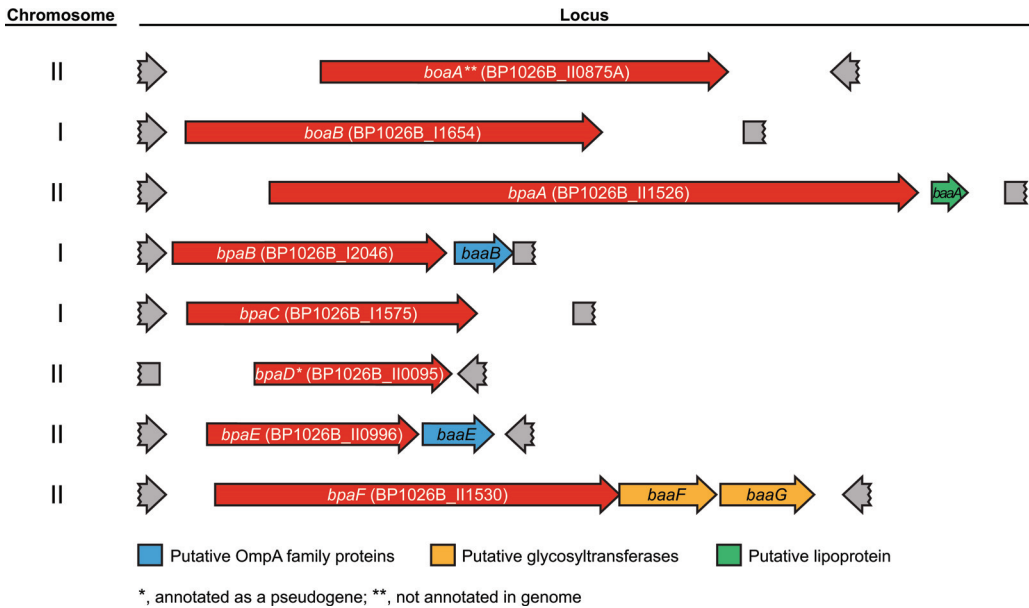 Chromosome Locus
II boaA** (BP1026B_II0875A)
I boaB (BP1026B_I1654)
II bpaA (BP1026B_II1526) baaA
I bpaB (BP1026B_I2046) baaB
I bpaC (BP1026B_I1575)
II bpaD* (BP1026B_II0095)
II bpaE (BP1026B_II0996) baaE
II bpaF (BP1026B_II1530) baaF baaG
Putative OmpA family proteins Putative glycosyltransferases Putative lipoprotein
*, annotated as a pseudogene; **, not annotated in genome